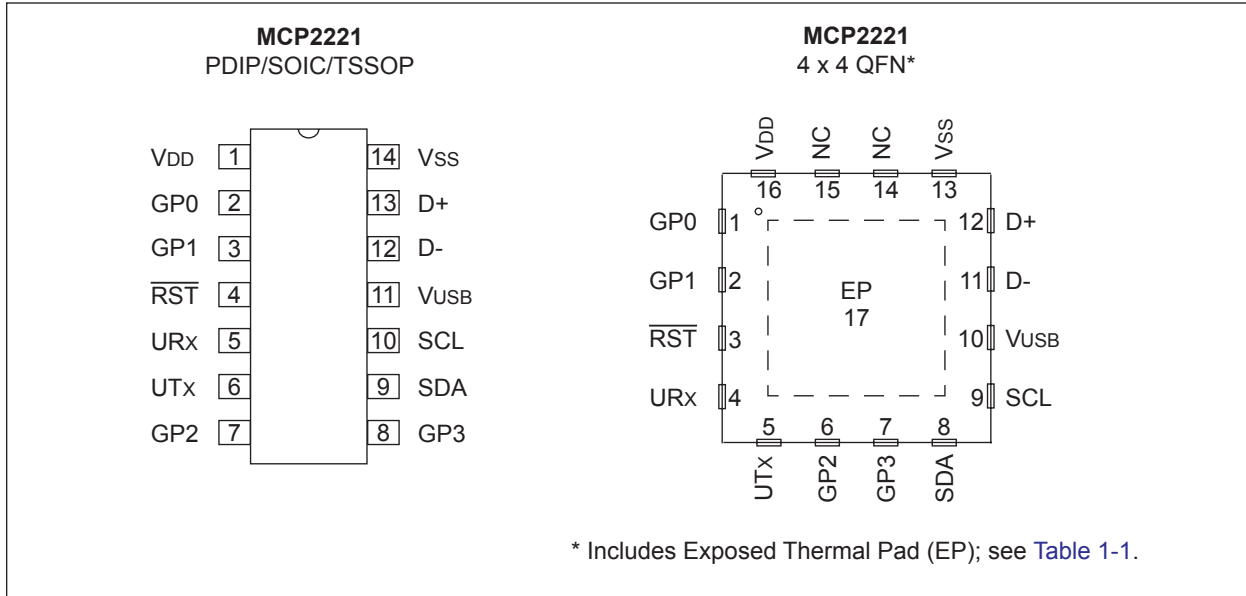 MCP2221
PDIP/SOIC/TSSOP
VDD 1
GP0 2
GP1 3
RST 4
URx 5
UTx 6
GP2 7
14 VSS
13 D+
12 D-
11 VUSB
10 SCL
9 SDA
8 GP3
MCP2221
4 x 4 QFN*
VDD NC NC VSS
16 15 14 13
GP0 1
GP1 2
RST 3
URx 4
EP
17
12 D+
11 D-
10 VUSB
9 SCL
5 6 7 8
UTx GP2 GP3 SDA
* Includes Exposed Thermal Pad (EP); see Table 1-1.